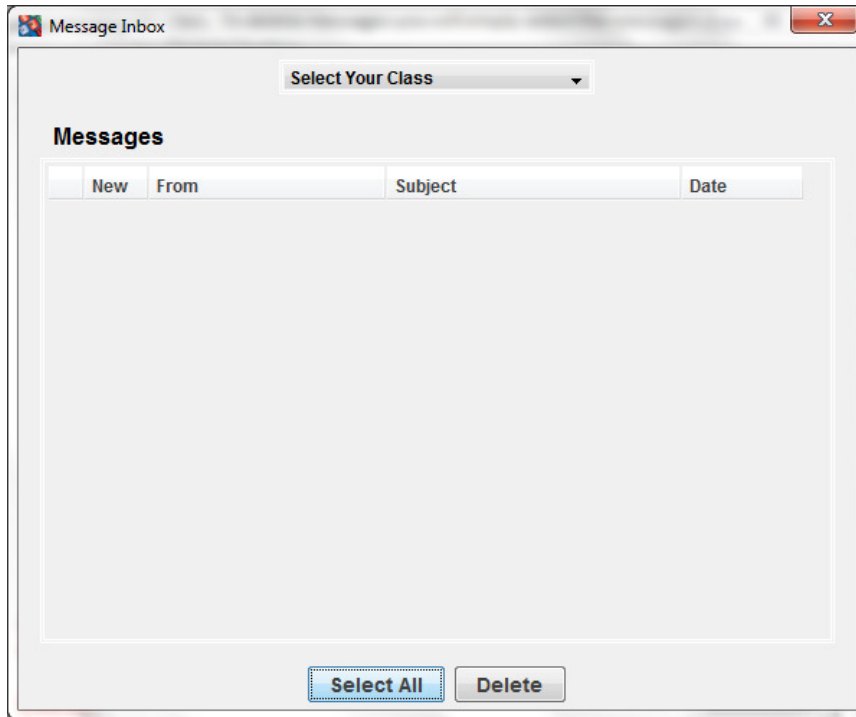 Message Inbox
Select Your Class
Messages
New From Subject Date
Select All Delete